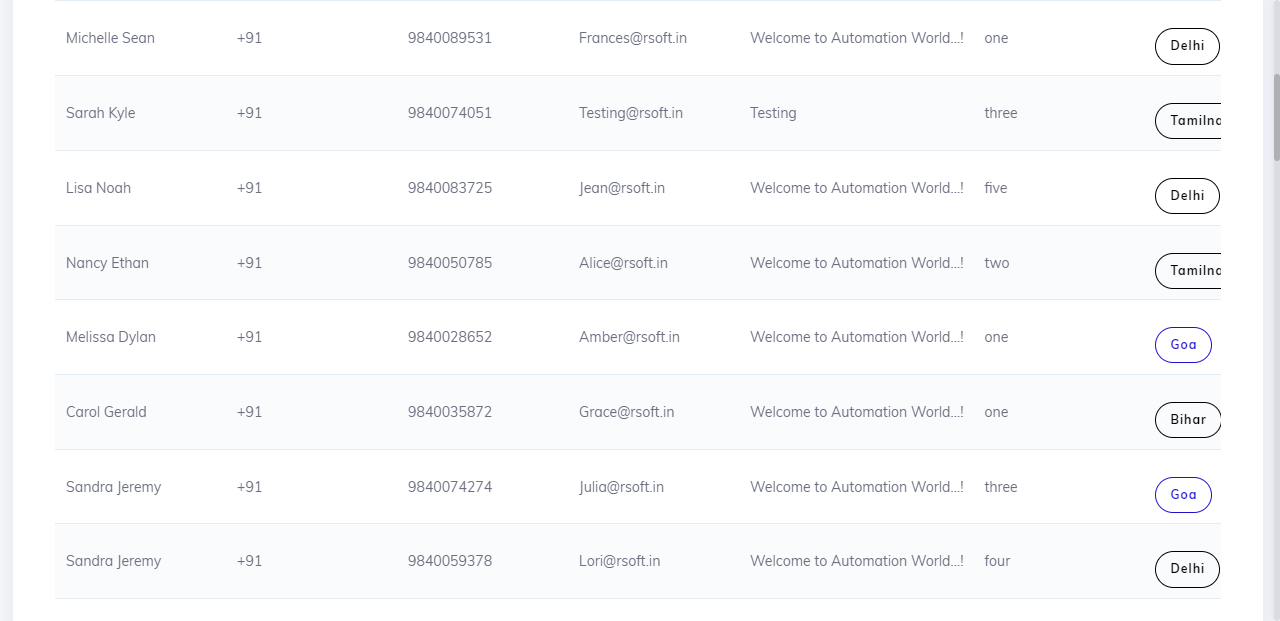 Michelle Sean +91 9840089531 Frances@rsoft.in Welcome to Automation World...! one Delhi
Sarah Kyle +91 9840074051 Testing@rsoft.in Testing three Tamilna
Lisa Noah +91 9840083725 Jean@rsoft.in Welcome to Automation World...! five Delhi
Nancy Ethan +91 9840050785 Alice@rsoft.in Welcome to Automation World...! two Tamilna
Melissa Dylan +91 9840028652 Amber@rsoft.in Welcome to Automation World...! one Goa
Carol Gerald +91 9840035872 Grace@rsoft.in Welcome to Automation World...! one Bihar
Sandra Jeremy +91 9840074274 Julia@rsoft.in Welcome to Automation World...! three Goa
Sandra Jeremy +91 9840059378 Lori@rsoft.in Welcome to Automation World...! four Delhi